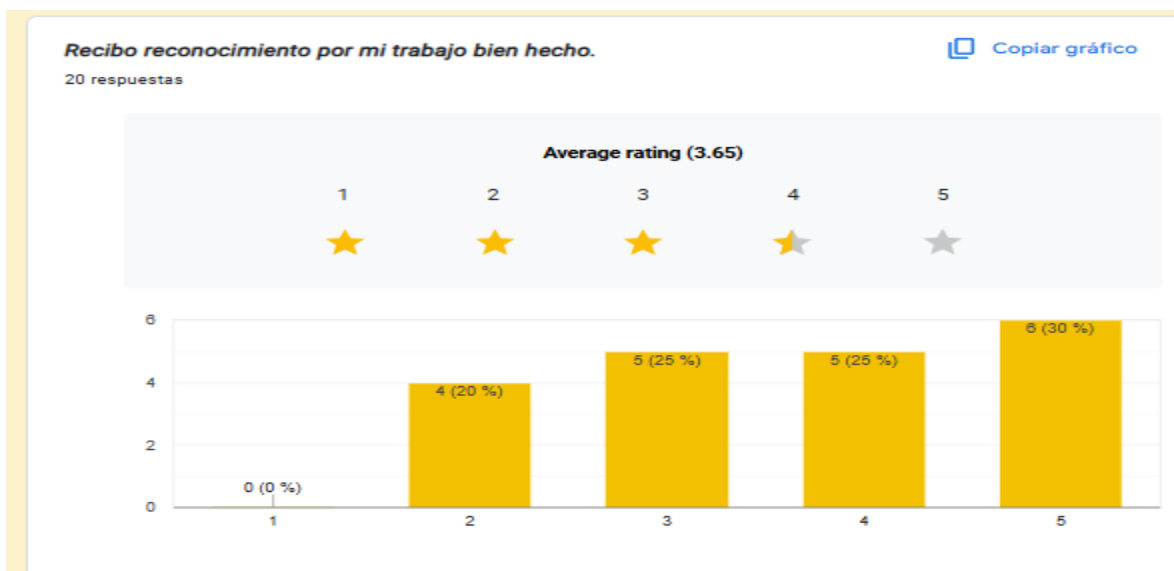 Recibo reconocimiento por mi trabajo bien hecho.
Copiar gráfico
20 respuestas
Average rating (3.65)
1 2 3 4 5
6
6 (30 %)
5 (25 %) 5 (25 %)
4
4 (20 %)
2
0 (0 %)
0
1 2 3 4 5